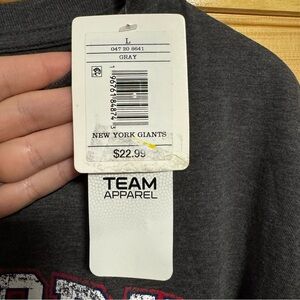 L
047 20 8641
GRAY
NEW YORK GIANTS
$22.99
TEAM
APPAREL